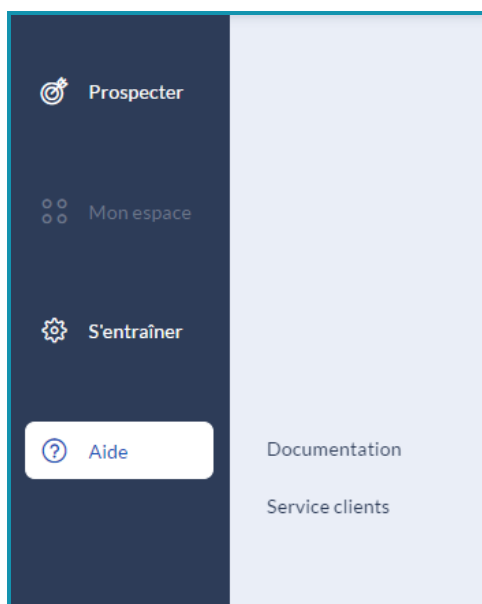 Prospecter
Mon espace
S'entraîner
Aide
Documentation
Service clients